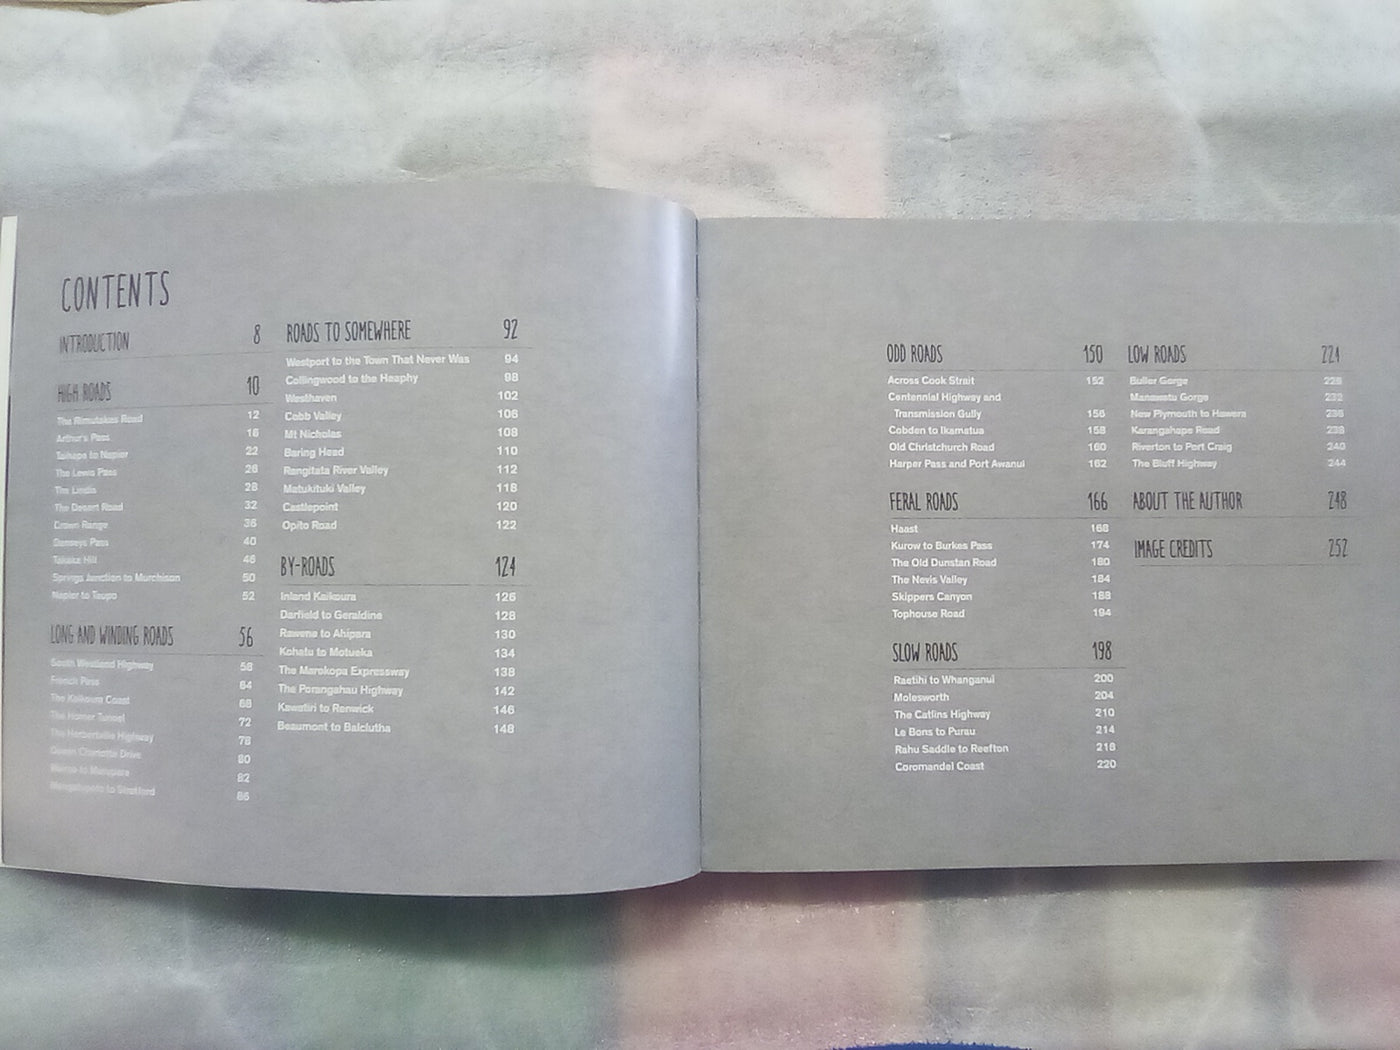 CONTENTS
INTRODUCTION 8
HIGH ROADS 10
The Rimutakas Road 12
Arthur's Pass 16
Taihape to Napier 22
The Lewis Pass 26
The Lindis 28
The Desert Road 32
Crown Range 36
Danseys Pass 40
Takaka Hill 46
Springs Junction to Murchison 50
Napier to Taupo 52
LONG AND WINDING ROADS 56
South Westland Highway 58
French Pass 64
The Kaikoura Coast 68
The Homer Tunnel 72
The Herbertville Highway 78
Queen Charlotte Drive 80
to Murupara 82
to Stratford 86
ROADS TO SOMEWHERE 92
Westport to the Town That Never Was 94
Collingwood to the Heaphy 98
Westhaven 102
Cobb Valley 106
Mt Nicholas 108
Baring Head 110
Rangitata River Valley 112
Matukituki Valley 118
Castlepoint 120
Opito Road 122
BY-ROADS 124
Inland Kaikoura 126
Darfield to Geraldine 128
Rawene to Ahipara 130
Kohatu to Motueka 134
The Marokopa Expressway 138
The Porangahau Highway 142
Kawatiri to Renwick 146
Beaumont to Balclutha 148
ODD ROADS 150
Across Cook Strait 152
Centennial Highway and
Transmission Gully 156
Cobden to Ikamatua 158
Old Christchurch Road 160
Harper Pass and Port Awanui 162
FERAL ROADS 166
Haast 168
Kurow to Burkes Pass 174
The Old Dunstan Road 180
The Nevis Valley 184
Skippers Canyon 188
Tophouse Road 194
SLOW ROADS 198
Raetihi to Whanganui 200
Molesworth 204
The Catlins Highway 210
Le Bons to Purau 214
Rahu Saddle to Reefton 218
Coromandel Coast 220
LOW ROADS 224
Buller Gorge 226
Manawatu Gorge 232
New Plymouth to Hawera 236
Karangahape Road 238
Riverton to Port Craig 240
The Bluff Highway 244
ABOUT THE AUTHOR 248
IMAGE CREDITS 252